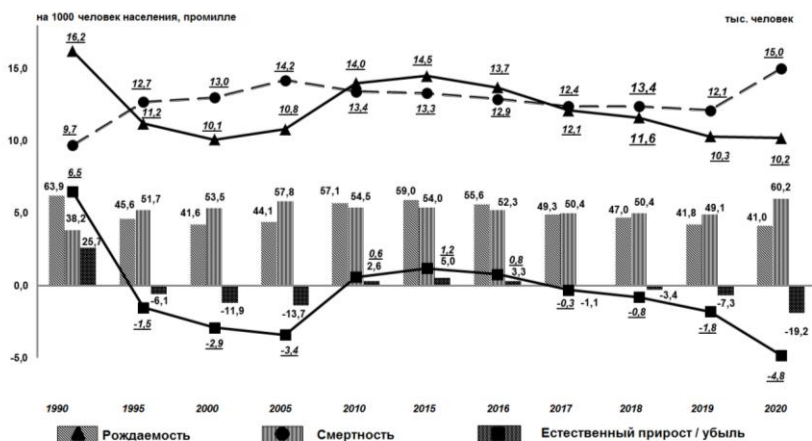 на 1000 человек населения, промилле тыс. человек
16,2 14,2 14,0 14,5 13,7 15,0
15,0 12,7 13,0 12,4 13,4 12,1
9,7 11,2 10,1 10,8 13,4 13,3 12,9 12,1 11,6 10,3 10,2
10,0
63,9 6,5 38,2 25,7 45,6 51,7 41,6 53,5 44,1 57,8 57,1 54,5 59,0 54,0 55,6 52,3 49,3 50,4 47,0 50,4 41,8 49,1 41,0 60,2
5,0
0,6 2,6 1,2 5,0 0,8 3,3
0,0
-6,1 -11,9 -13,7 -1,1 -3,4 -7,3 -19,2
-1,5 -2,9 -3,4 -0,3 -0,8 -1,8 -4,8
-5,0
1990 1995 2000 2005 2010 2015 2016 2017 2018 2019 2020
Рождаемость Смертность Естественный прирост / убыль